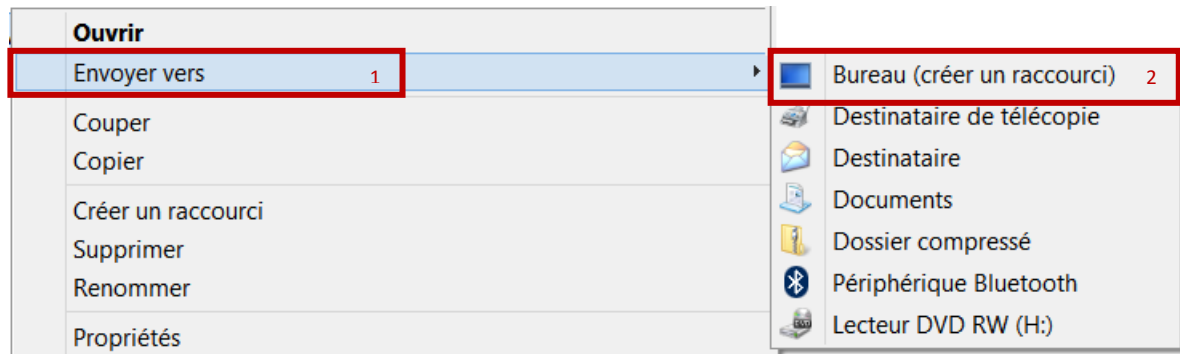 Ouvrir
Envoyer vers 1
Couper
Copier
Créer un raccourci
Supprimer
Renommer
Propriétés
Bureau (créer un raccourci) 2
Destinataire de télécopie
Destinataire
Documents
Dossier compressé
Périphérique Bluetooth
Lecteur DVD RW (H:)